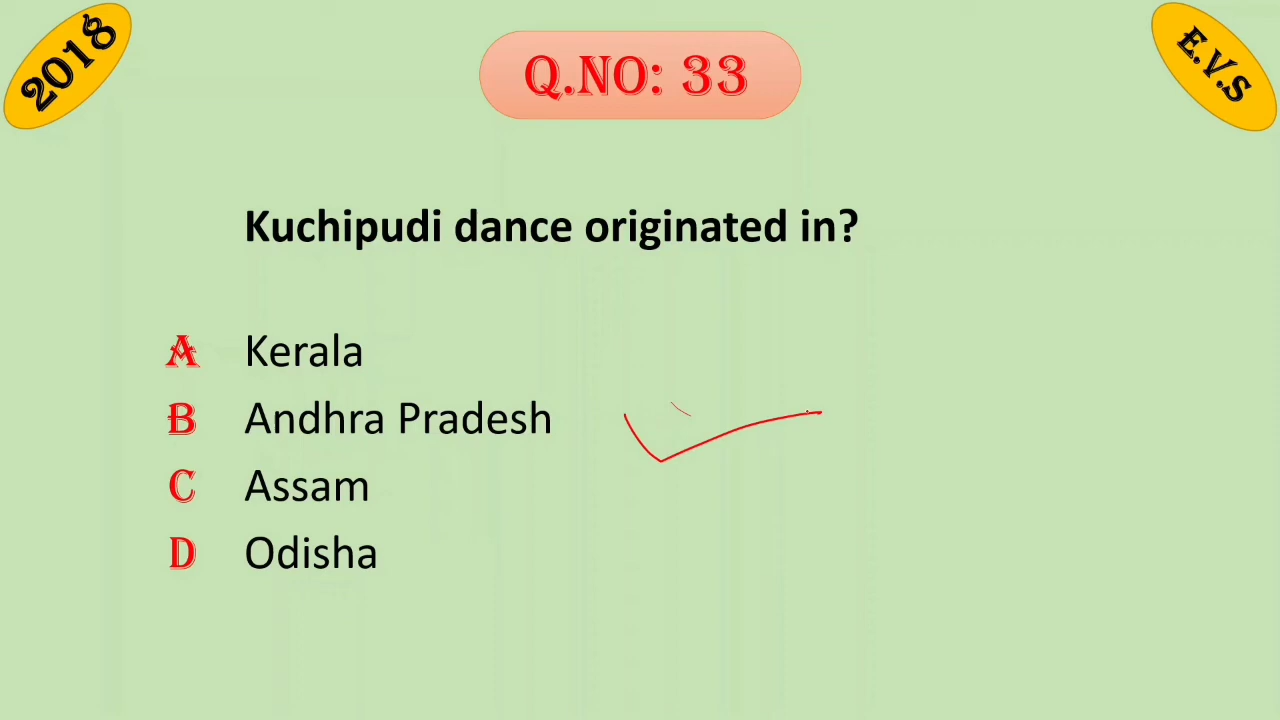 2018
Q.NO: 33
E.V.S
Kuchipudi dance originated in?
A Kerala
B Andhra Pradesh
C Assam
D Odisha